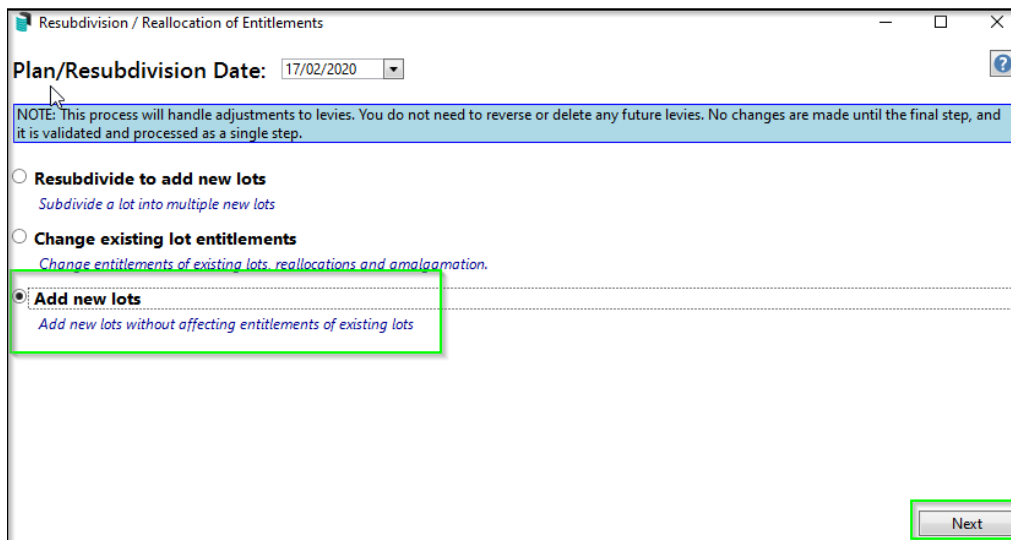 Resubdivision / Reallocation of Entitlements
Plan/Resubdivision Date: 17/02/2020
?
NOTE: This process will handle adjustments to levies. You do not need to reverse or delete any future levies. No changes are made until the final step, and
it is validated and processed as a single step.
Resubdivide to add new lots
Subdivide a lot into multiple new lots
Change existing lot entitlements
Change entitlements of existing lots, reallocations and amalgamation.
Add new lots
Add new lots without affecting entitlements of existing lots
Next